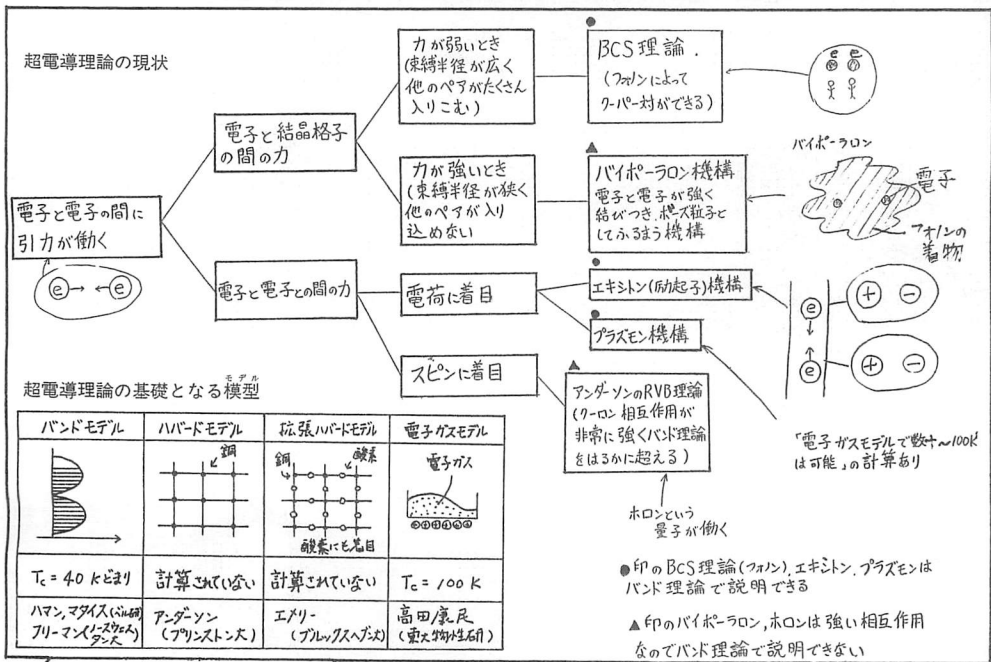 超電導理論の現状
電子と電子の間に
引力が働く
e→ ←e
電子と結晶格子
の間の力
電子と電子との間の力
力が弱いとき
(束縛半径が広く
他のペアがたくさん
入りこむ)
力が強いとき
(束縛半径が狭く
他のペアが入り
込めない)
電荷に着目
スピンに着目
●
BCS理論.
(フォノンによって
クーパー対ができる)
e e
▲
バイポーラロン機構
電子と電子が強く
結びつき、ボーズ粒子と
してふるまう機構
バイポーラロン
電子
フォノンの
着物
●
エキシトン(励起子)機構
●
プラズモン機構
e + −
e + −
▲
アンダーソンのRVB理論
(クーロン相互作用が
非常に強くバンド理論
をはるかに超える)
ホロンという
量子が働く
「電子ガスモデルで数十〜100K
は可能」の計算あり
●印のBCS理論(フォノン)、エキシトン、プラズモンは
バンド理論で説明できる
▲印のバイポーラロン,ホロンは強い相互作用
なのでバンド理論で説明できない
超電導理論の基礎となる模型
モデル
バンドモデル
Tc=40Kどまり
ハマン,マタイス(ベル研)
フリーマン(ノースウェスタン大)
ハバードモデル
銅
計算されていない
アンダーソン
(プリンストン大)
拡張ハバードモデル
銅
酸素
酸素にも着目
計算されていない
エメリー
(ブルックスヘブン大)
電子ガスモデル
電子ガス
⊕⊕⊕⊕⊕
Tc=100K
高田康民
(東大物性研)